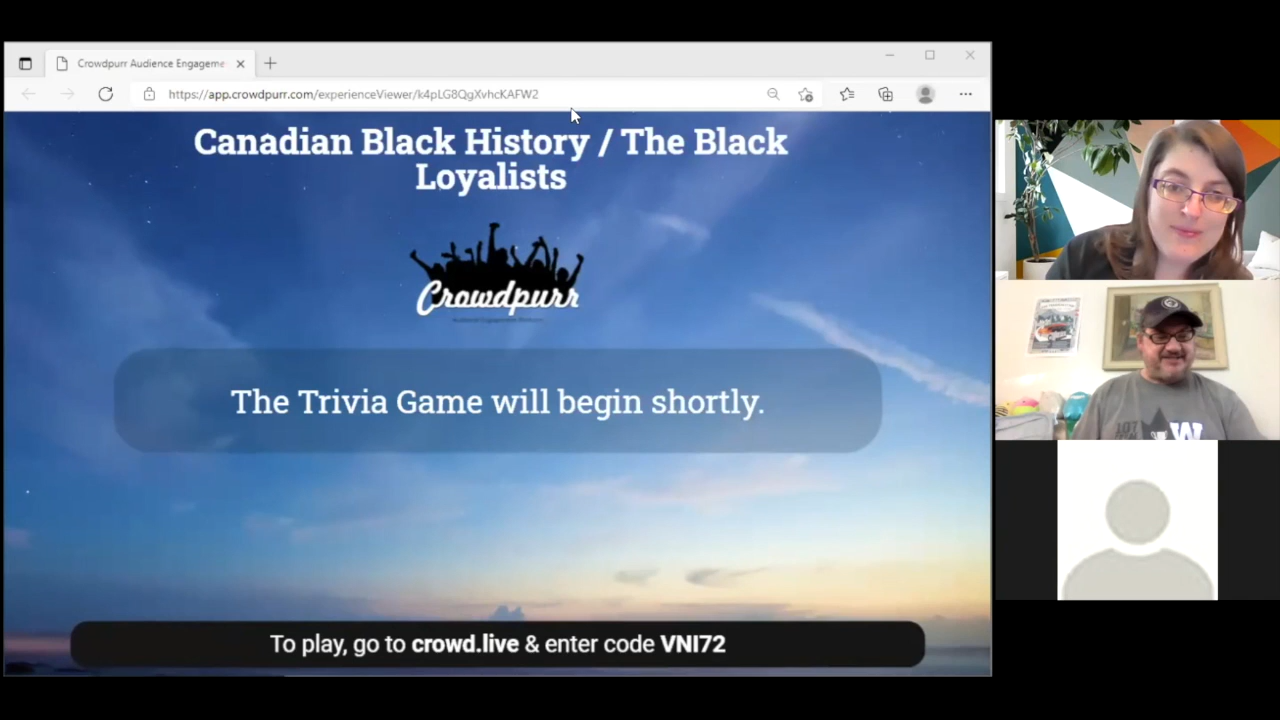 Crowdpurr Audience Engageme
https://app.crowdpurr.com/experienceViewer/k4pLG8QgXvhcKAFW2
Canadian Black History / The Black
Loyalists
Crowdpurr
The Trivia Game will begin shortly.
To play, go to crowd.live & enter code VNI72
107
W